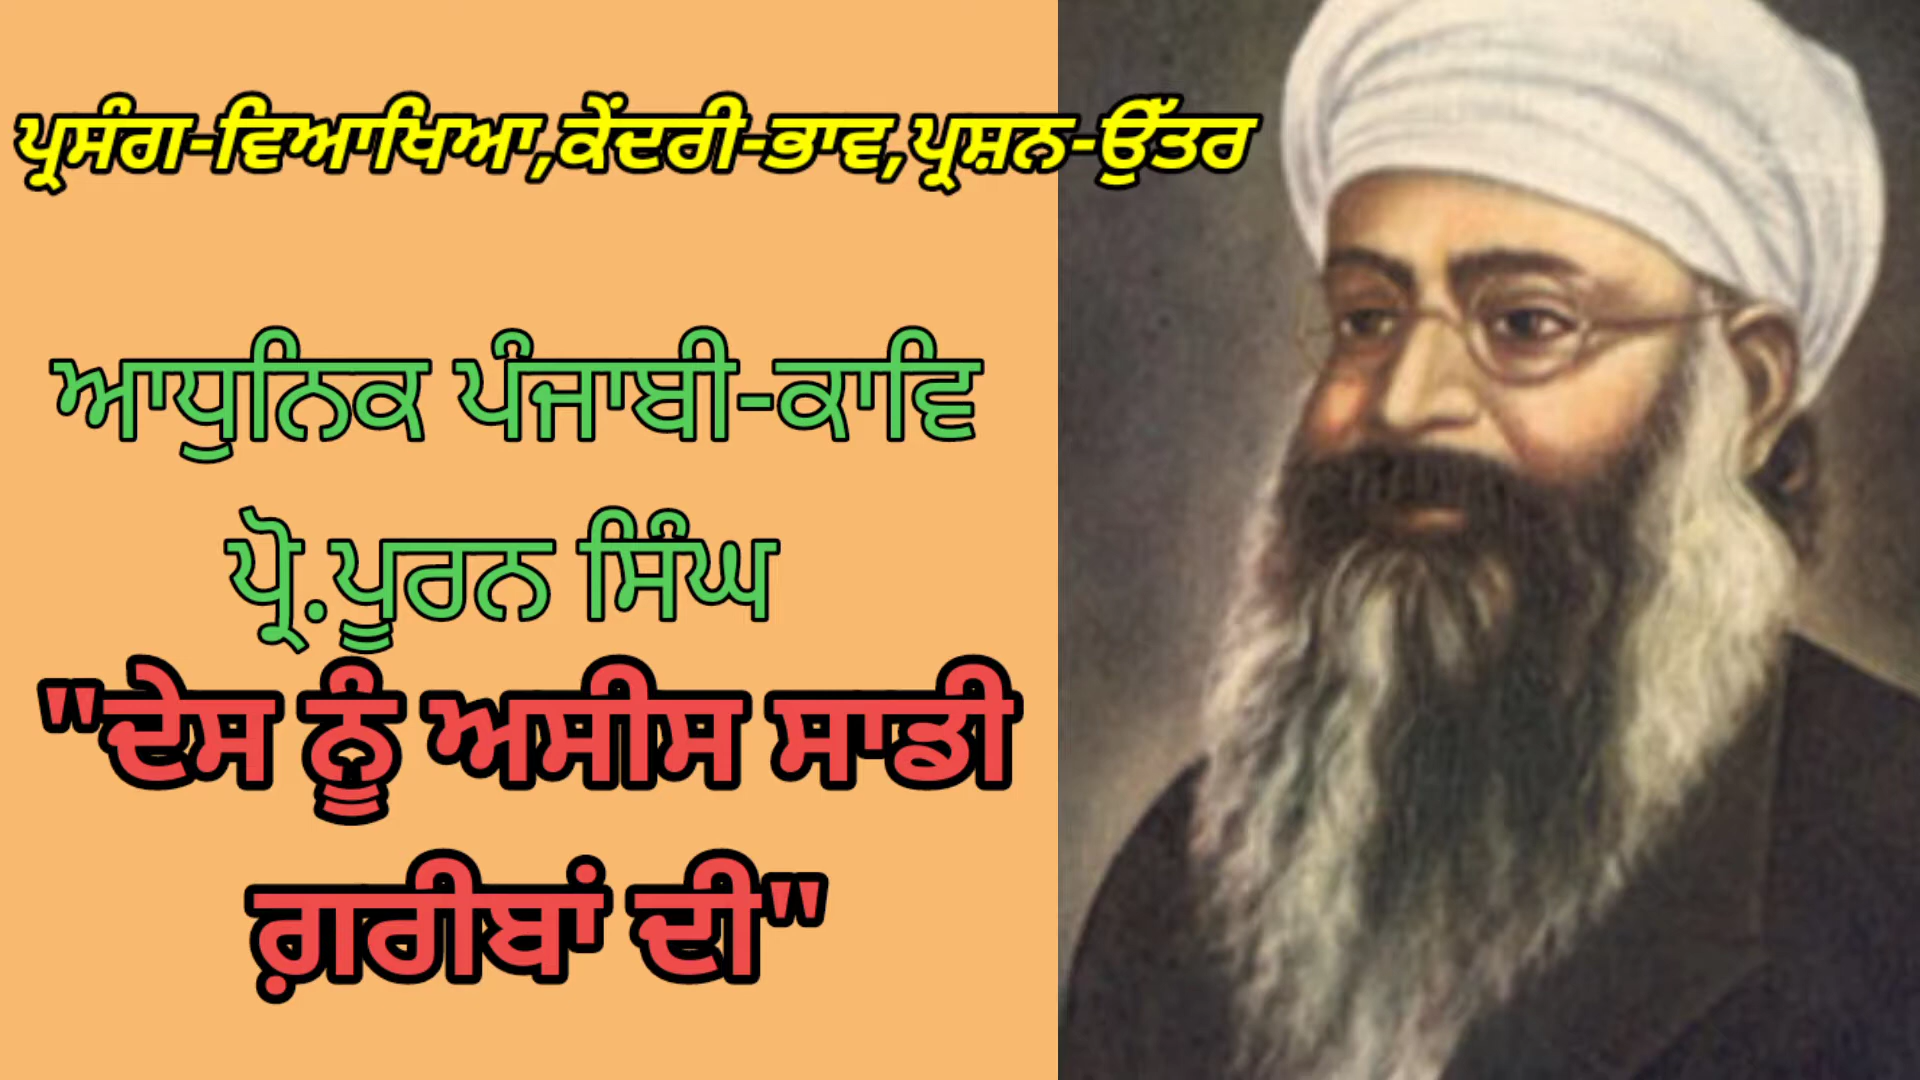 ਪ੍ਰਸੰਗ-ਵਿਆਖਿਆ,ਕੇਂਦਰੀ-ਭਾਵ,ਪ੍ਰਸ਼ਨ-ਉੱਤਰ
ਆਧੁਨਿਕ ਪੰਜਾਬੀ-ਕਾਵਿ
ਪ੍ਰੋ.ਪੂਰਨ ਸਿੰਘ
"ਦੇਸ ਨੂੰ ਅਸੀਸ ਸਾਡੀ
ਗ਼ਰੀਬਾਂ ਦੀ"